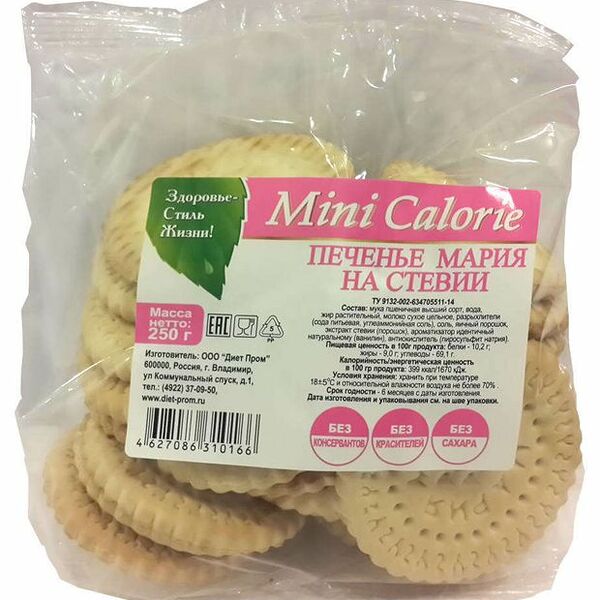 Здоровье-
Стиль
Жизни!
Mini Calorie
ПЕЧЕНЬЕ МАРИЯ
НА СТЕВИИ
ТУ 9132-002-634705511-14
Состав: мука пшеничная высший сорт, вода,
жир растительный, молоко сухое цельное, разрыхлители
(сода питьевая, углеаммонийная соль), соль, яичный порошок,
экстракт стевии (порошок), ароматизатор идентичный
натуральному (ванилин), антиокислитель (пиросульфит натрия).
Пищевая ценность в 100г продукта: белки - 10,2 г;
жиры - 9,0 г; углеводы - 69,1 г.
Калорийность/энергетическая ценность
в 100 гр продукта: 399 ккал/1670 кДж.
Условия хранения: хранить при температуре
18±5°С и относительной влажности воздуха не более 70%
Срок годности - 6 месяцев с даты изготовления.
Дата изготовления и упаковывания см. на шве упаковки.
Масса
нетто:
250 г
EAC
5
PP
Изготовитель: ООО "Диет Пром"
600000, Россия, г. Владимир,
ул Коммунальный спуск, д.1,
тел.: (4922) 37-09-50,
www.diet-prom.ru
4 627086 310166
БЕЗ
КОНСЕРВАНТОВ
БЕЗ
КРАСИТЕЛЕЙ
БЕЗ
САХАРА